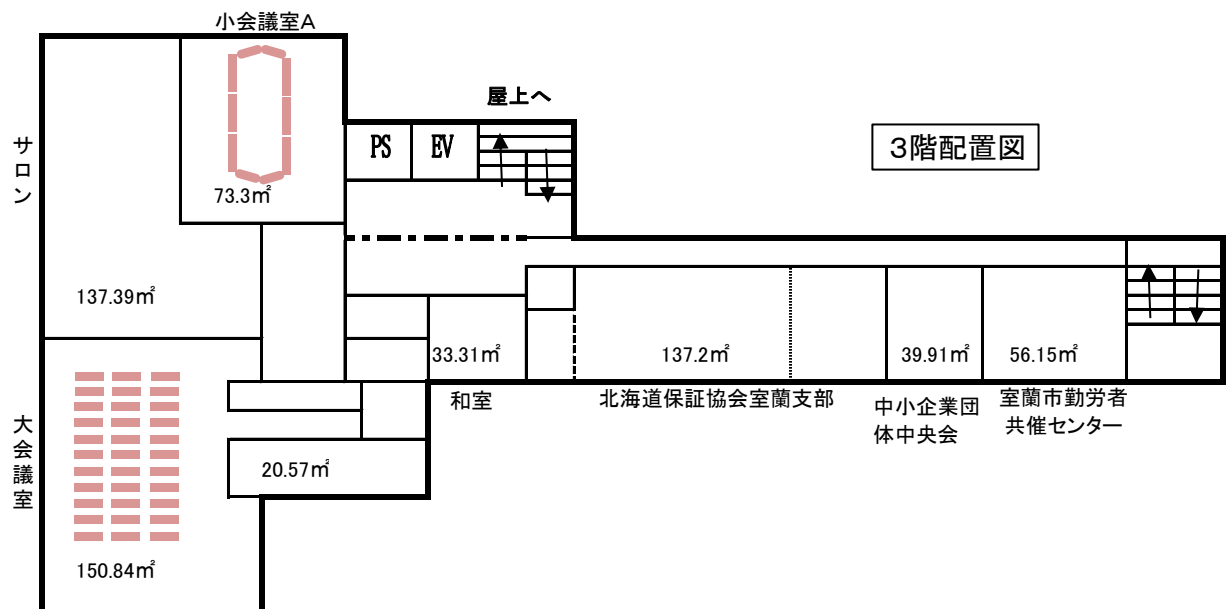 小会議室A
屋上へ
3階配置図
PS
EV
サロン
73.3㎡
137.39㎡
33.31㎡
137.2㎡
39.91㎡
56.15㎡
和室
北海道保証協会室蘭支部
中小企業団
体中央会
室蘭市勤労者
共催センター
大会議室
20.57㎡
150.84㎡